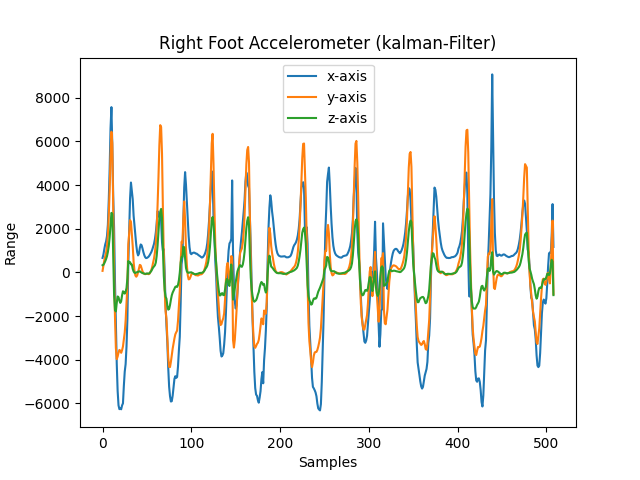 Right Foot Accelerometer (kalman-Filter)
x-axis
y-axis
z-axis
8000
6000
4000
2000
0
−2000
−4000
−6000
Range
0
100
200
300
400
500
Samples